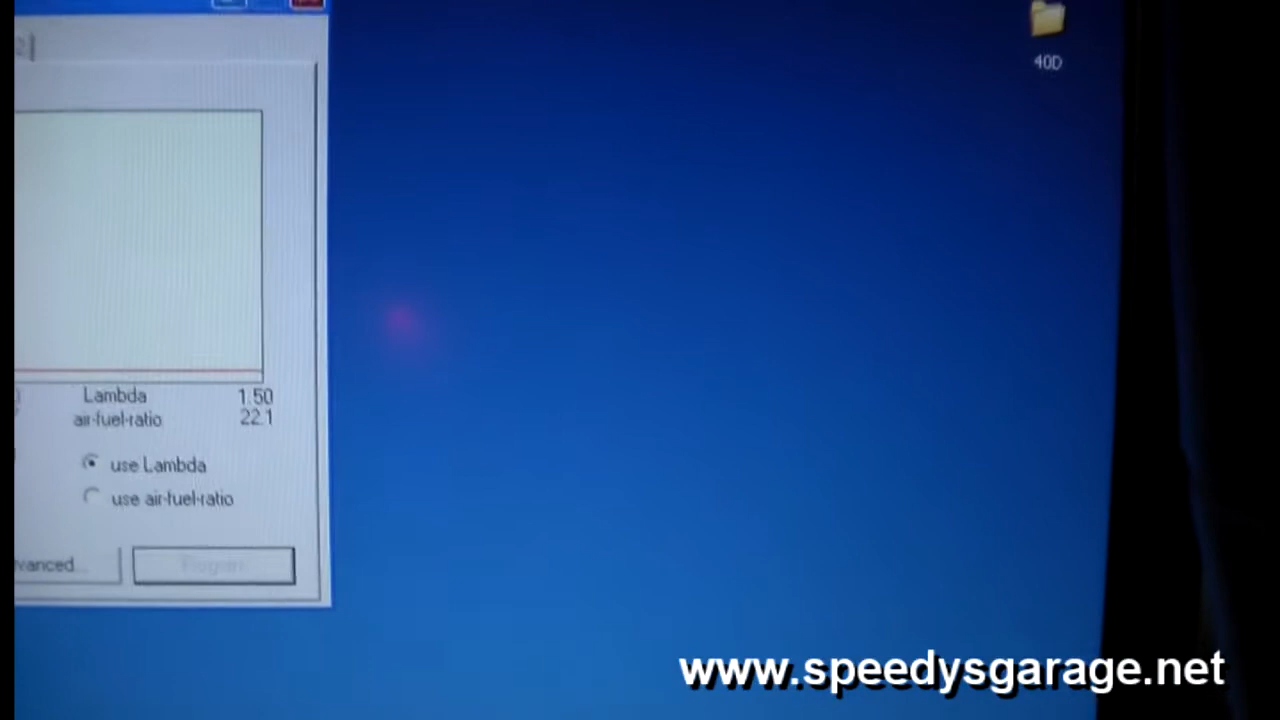 40D
Lambda 1.50
air-fuel-ratio 22.1
use Lambda
use air-fuel-ratio
vanced...
Program
www.speedysgarage.net